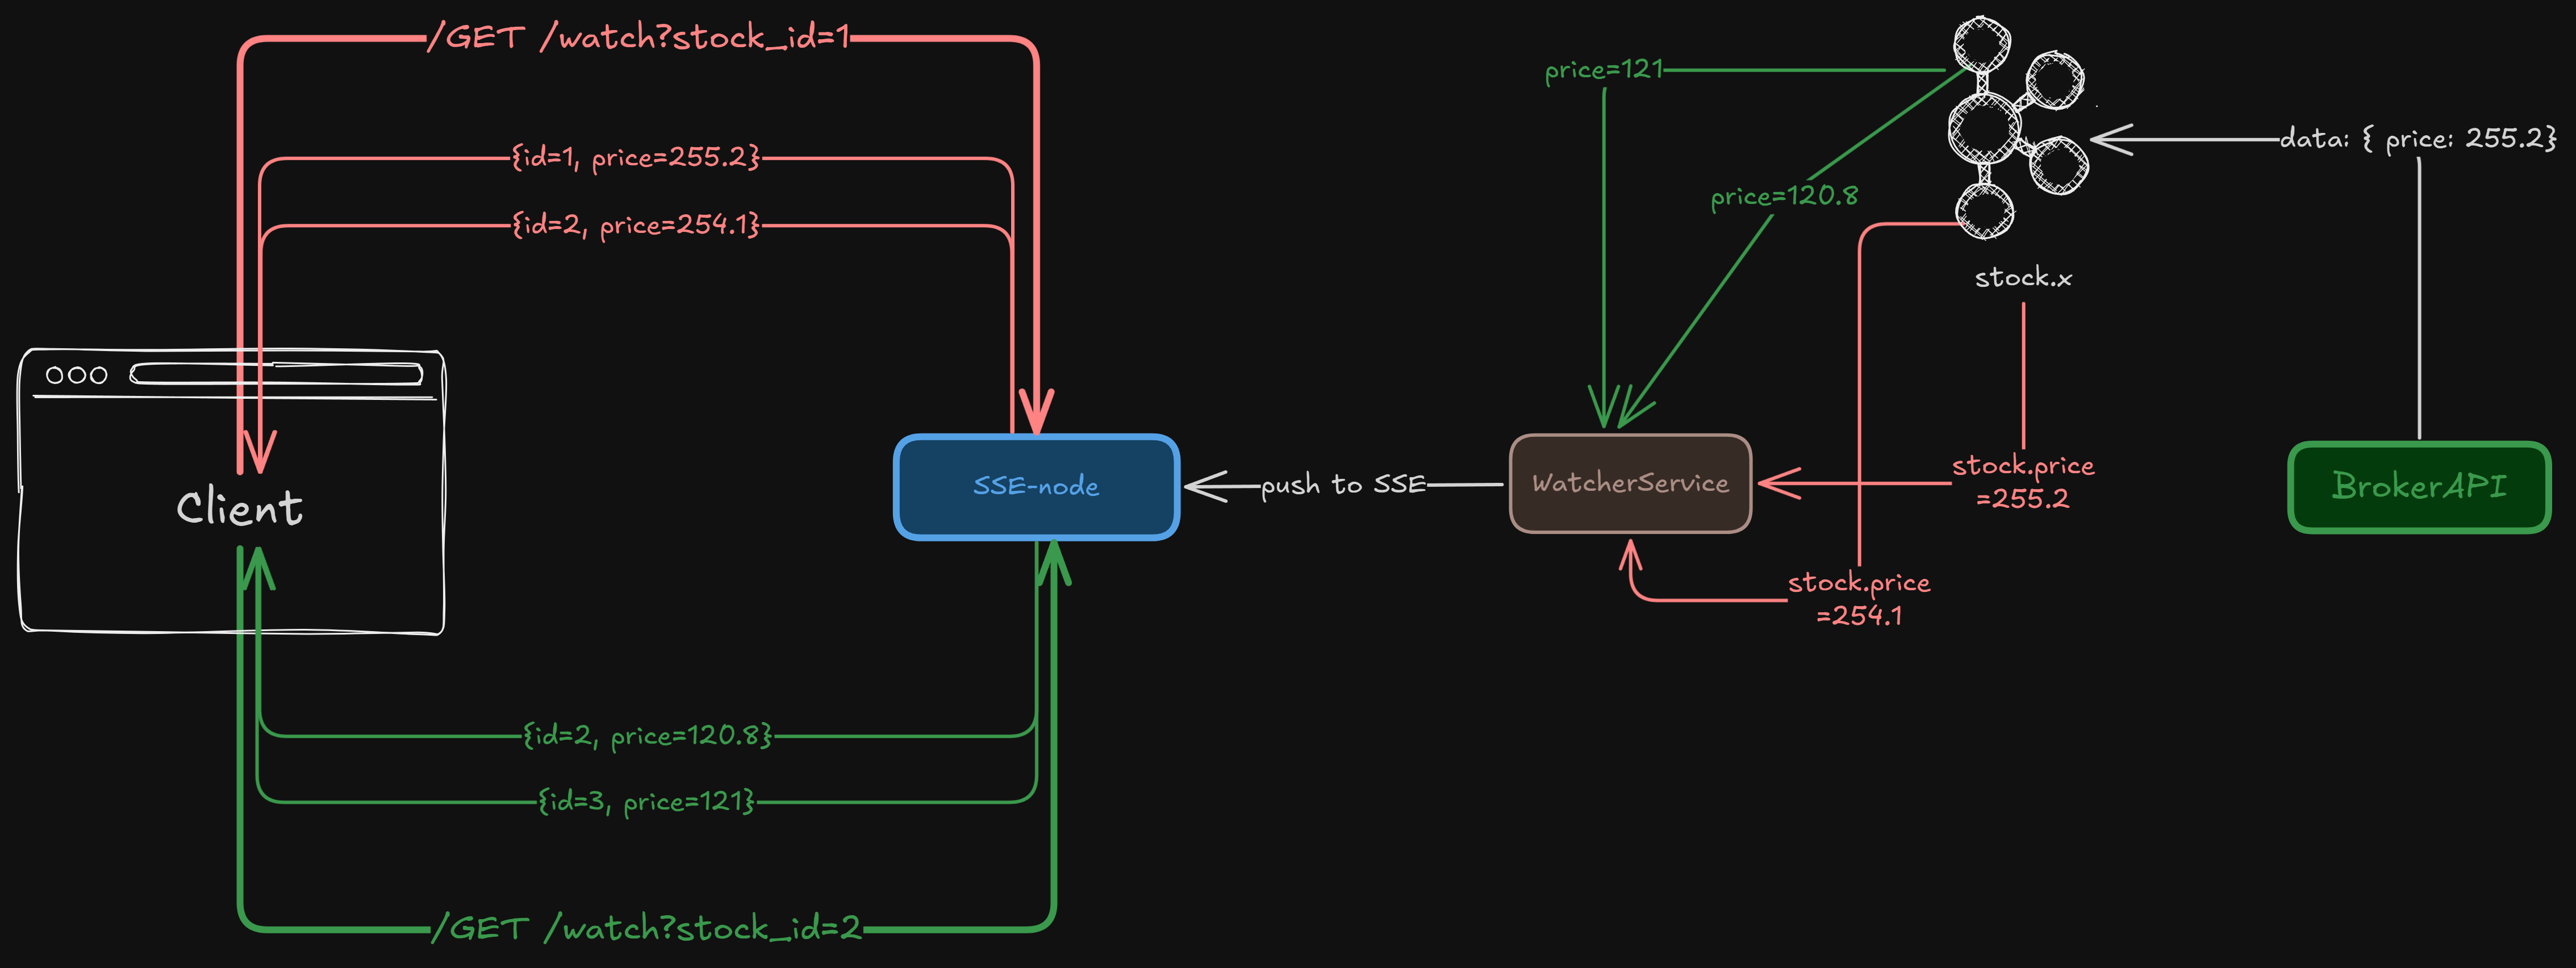 /GET /watch?stock_id=1
{id=1, price=255.2}
{id=2, price=254.1}
Client
SSE-node
{id=2, price=120.8}
{id=3, price=121}
/GET /watch?stock_id=2
push to SSE
WatcherService
price=121
price=120.8
stock.x
stock.price
=255.2
stock.price
=254.1
data: { price: 255.2}
BrokerAPI